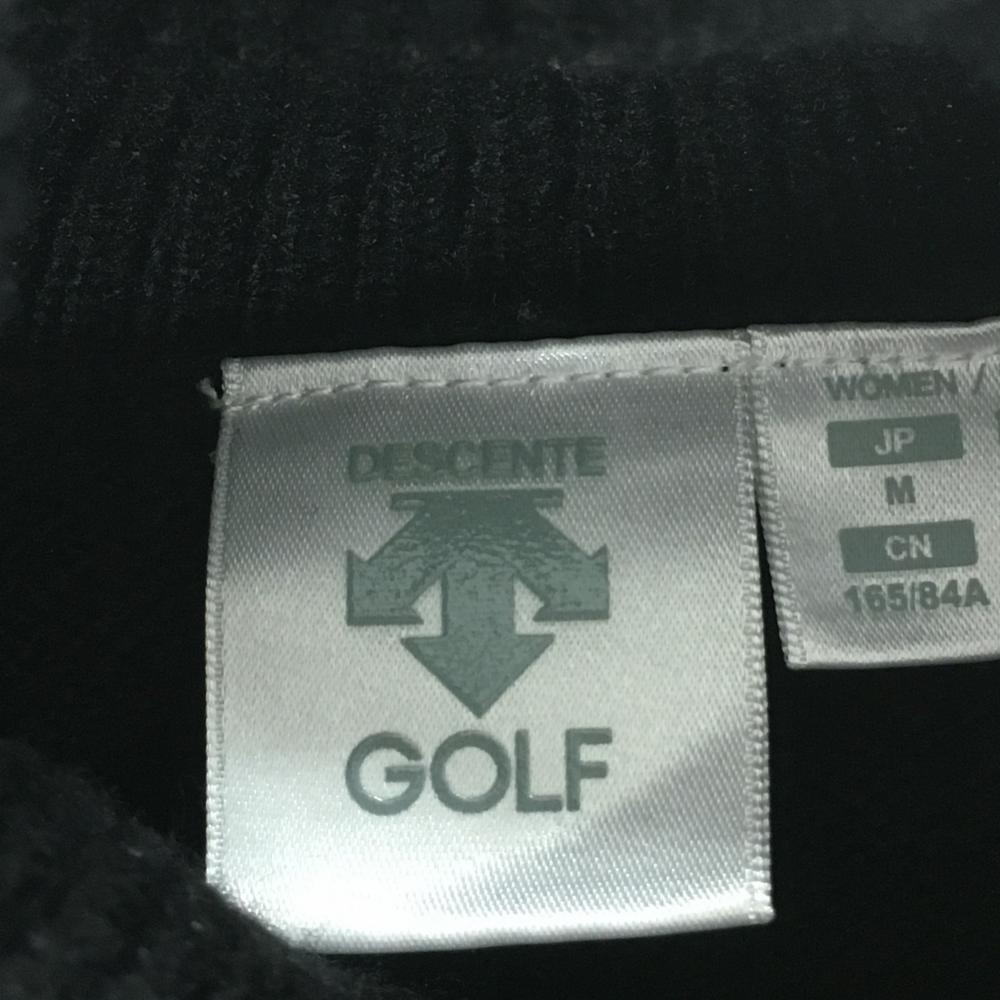 DESCENTE
GOLF
WOMEN /
JP
M
CN
165/84A